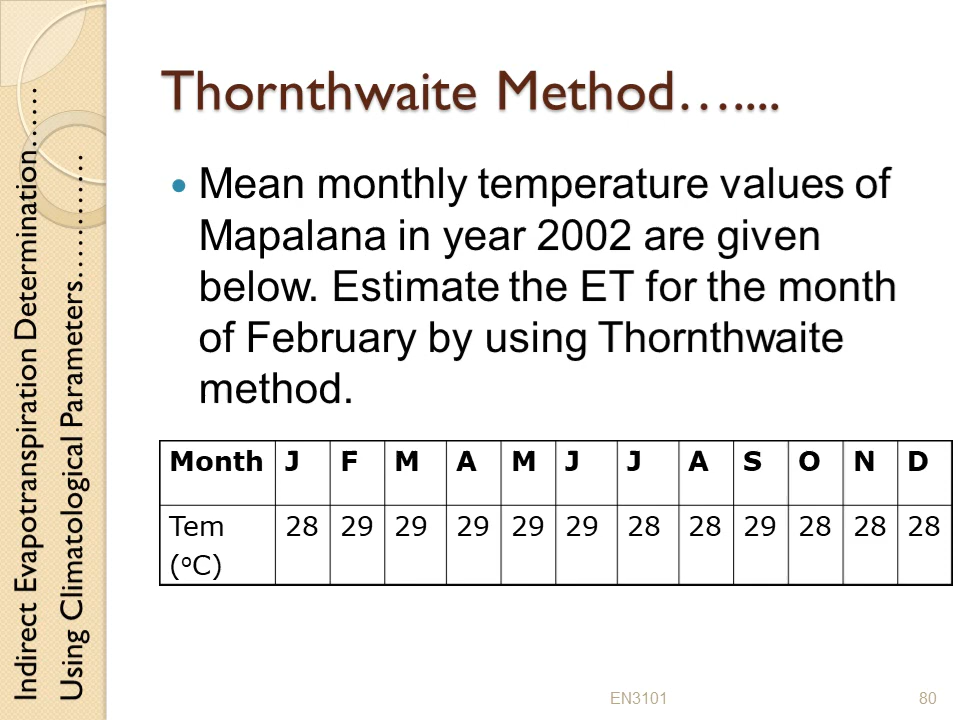 Indirect Evapotranspiration Determination……
Using Climatological Parameters…………
Thornthwaite Method…....
• Mean monthly temperature values of
Mapalana in year 2002 are given
below. Estimate the ET for the month
of February by using Thornthwaite
method.
Month J F M A M J J A S O N D
Tem 28 29 29 29 29 29 28 28 29 28 28 28
(°C)
EN3101 80